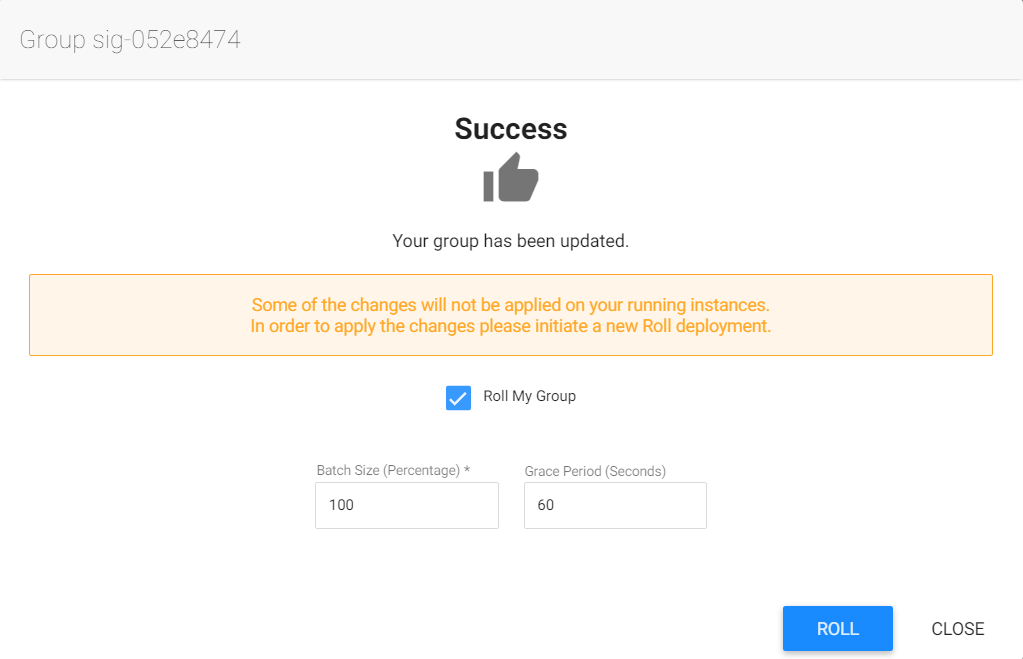 Group sig-052e8474
Success
Your group has been updated.
Some of the changes will not be applied on your running instances.
In order to apply the changes please initiate a new Roll deployment.
Roll My Group
Batch Size (Percentage) *
Grace Period (Seconds)
100
60
ROLL
CLOSE